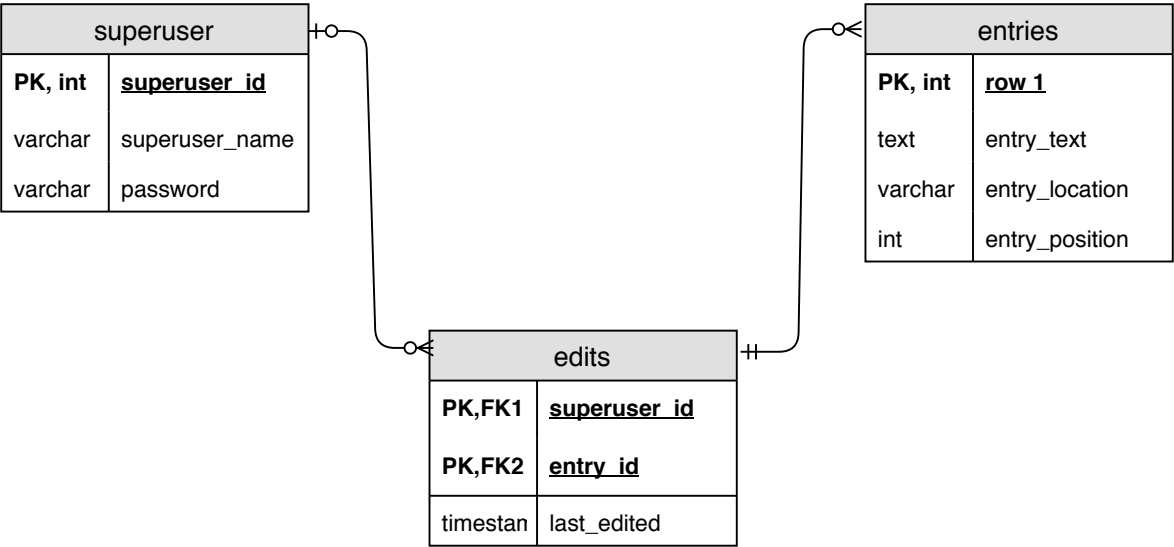 superuser
PK, int superuser_id
varchar superuser_name
varchar password
entries
PK, int row 1
text entry_text
varchar entry_location
int entry_position
edits
PK,FK1 superuser_id
PK,FK2 entry_id
timestan last_edited